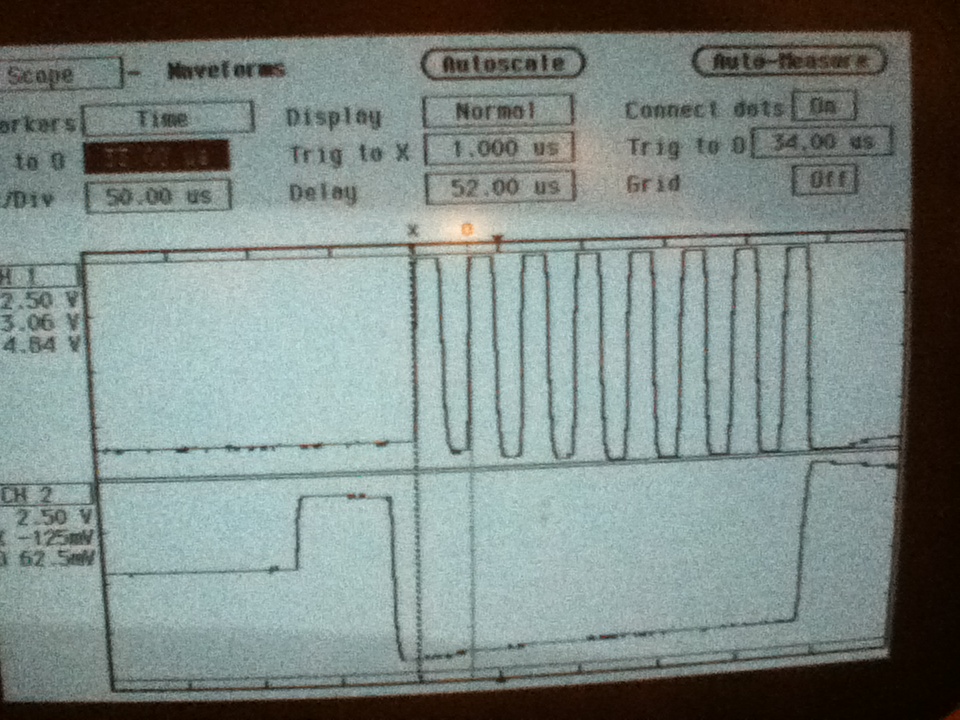 Scope Waveforms Autoscale Auto-Measure
arkers Time Display Normal Connect dots On
to O Trig to X 1.000 us Trig to O 34.00 us
/Div 50.00 us Delay 52.00 us Grid Off
X O
H 1
2.50 V
3.06 V
4.84 V
CH 2
2.50 V
X -125mV
O 62.5mV